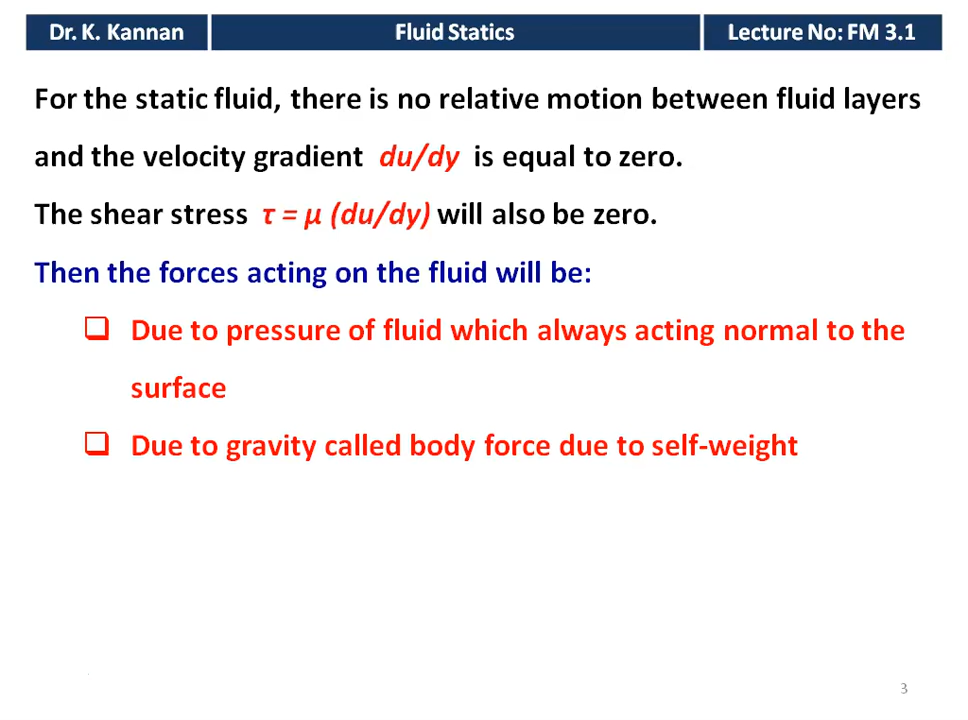 Dr. K. Kannan Fluid Statics Lecture No: FM 3.1
For the static fluid, there is no relative motion between fluid layers
and the velocity gradient du/dy is equal to zero.
The shear stress τ = μ (du/dy) will also be zero.
Then the forces acting on the fluid will be:
❑ Due to pressure of fluid which always acting normal to the
surface
❑ Due to gravity called body force due to self-weight
3